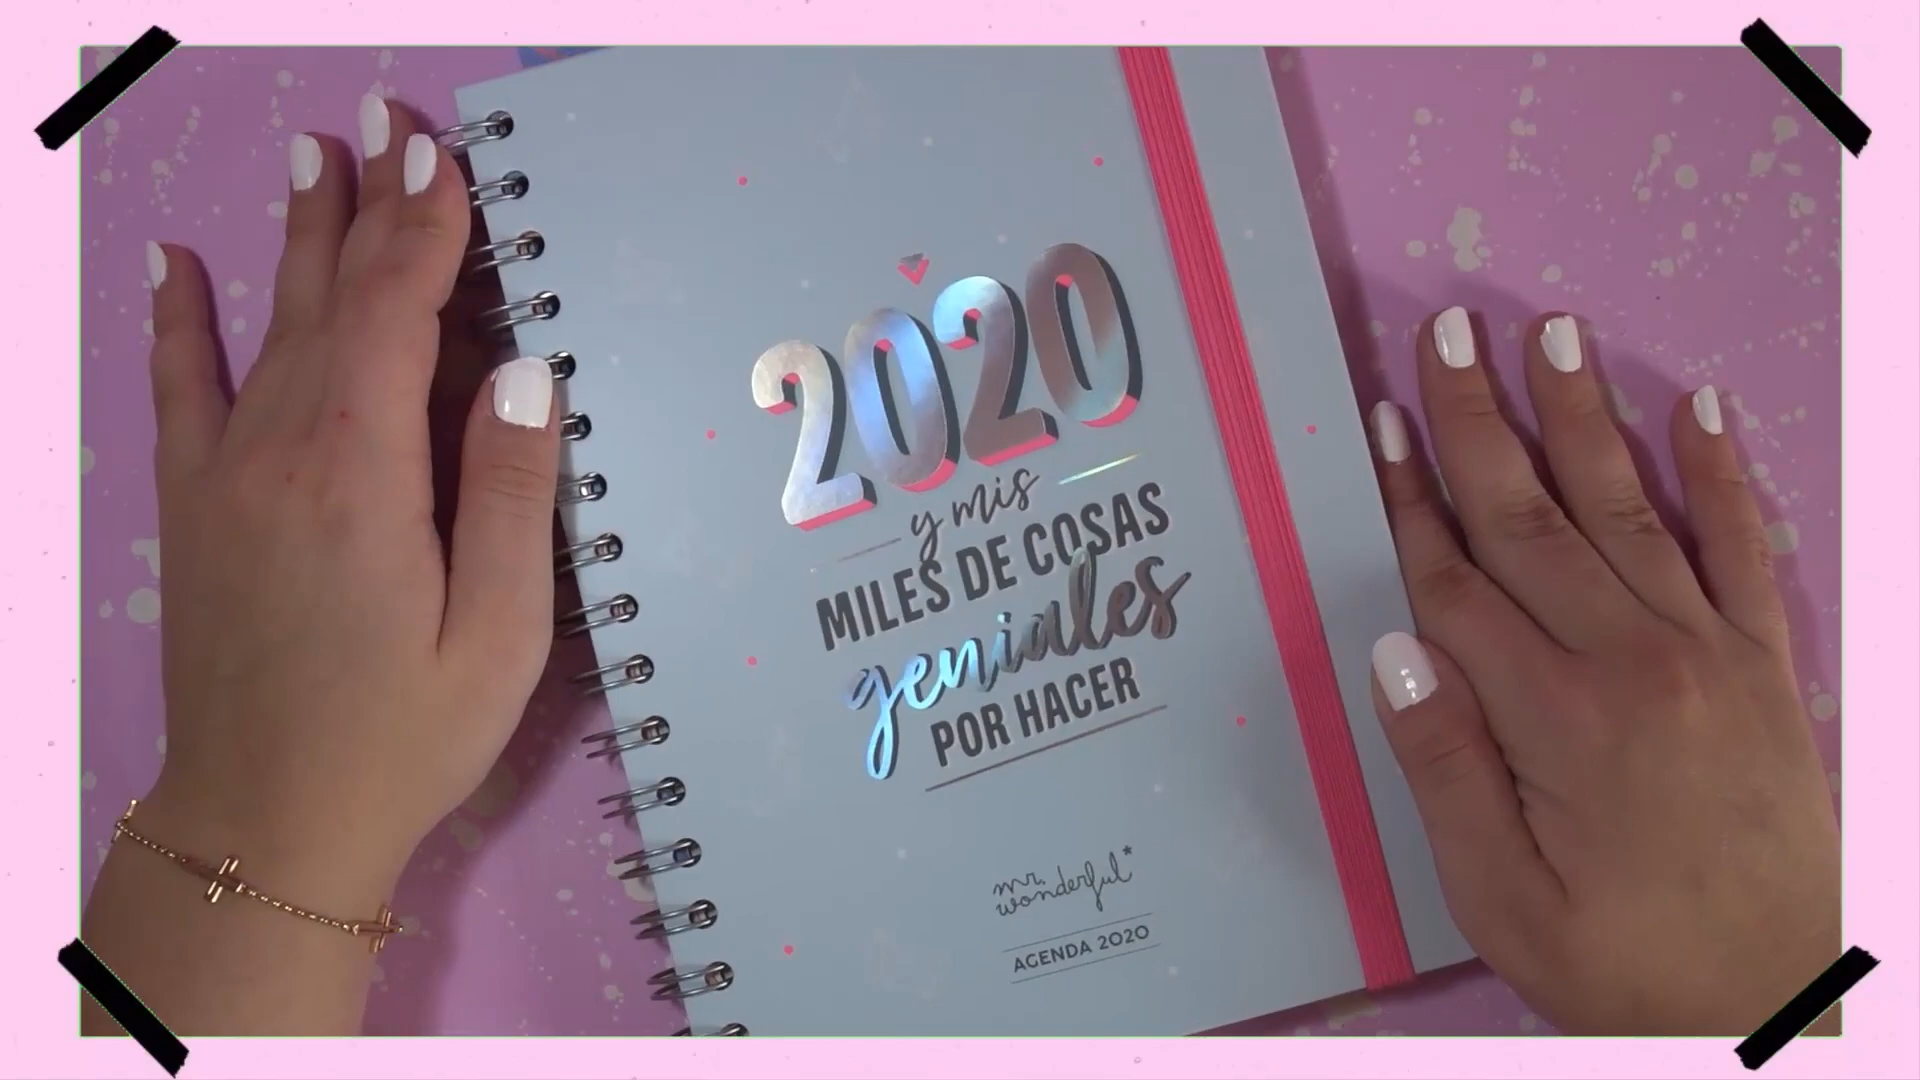 2020
y mis
MILES DE COSAS
geniales
POR HACER
mr.
wonderful*
AGENDA 2020